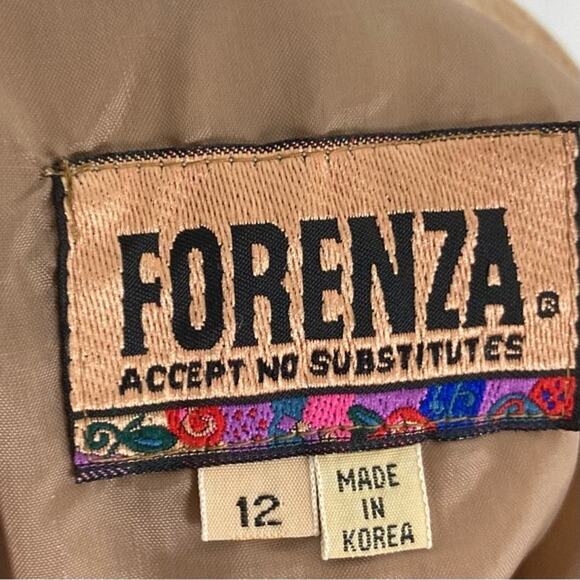 FORENZA ®
ACCEPT NO SUBSTITUTES
12
MADE
IN
KOREA